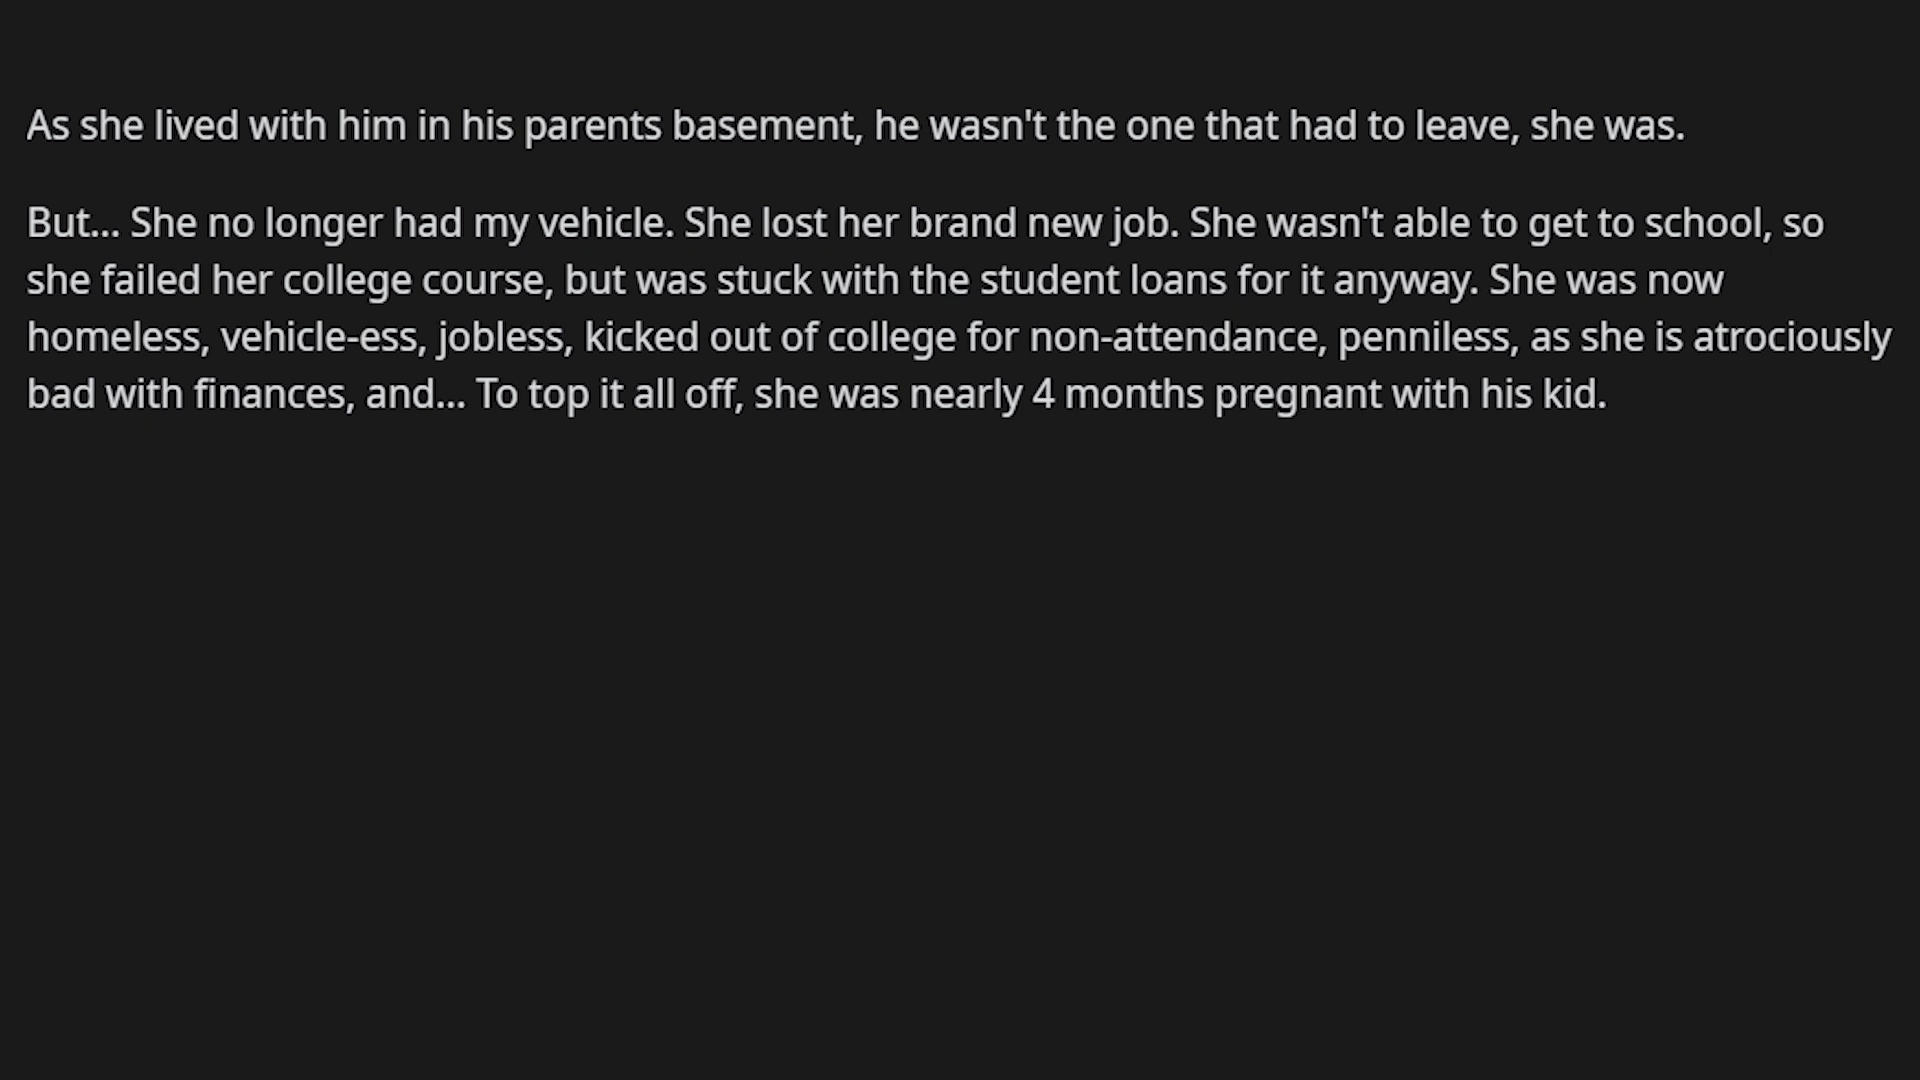 As she lived with him in his parents basement, he wasn't the one that had to leave, she was.
But... She no longer had my vehicle. She lost her brand new job. She wasn't able to get to school, so
she failed her college course, but was stuck with the student loans for it anyway. She was now
homeless, vehicle-ess, jobless, kicked out of college for non-attendance, penniless, as she is atrociously
bad with finances, and... To top it all off, she was nearly 4 months pregnant with his kid.